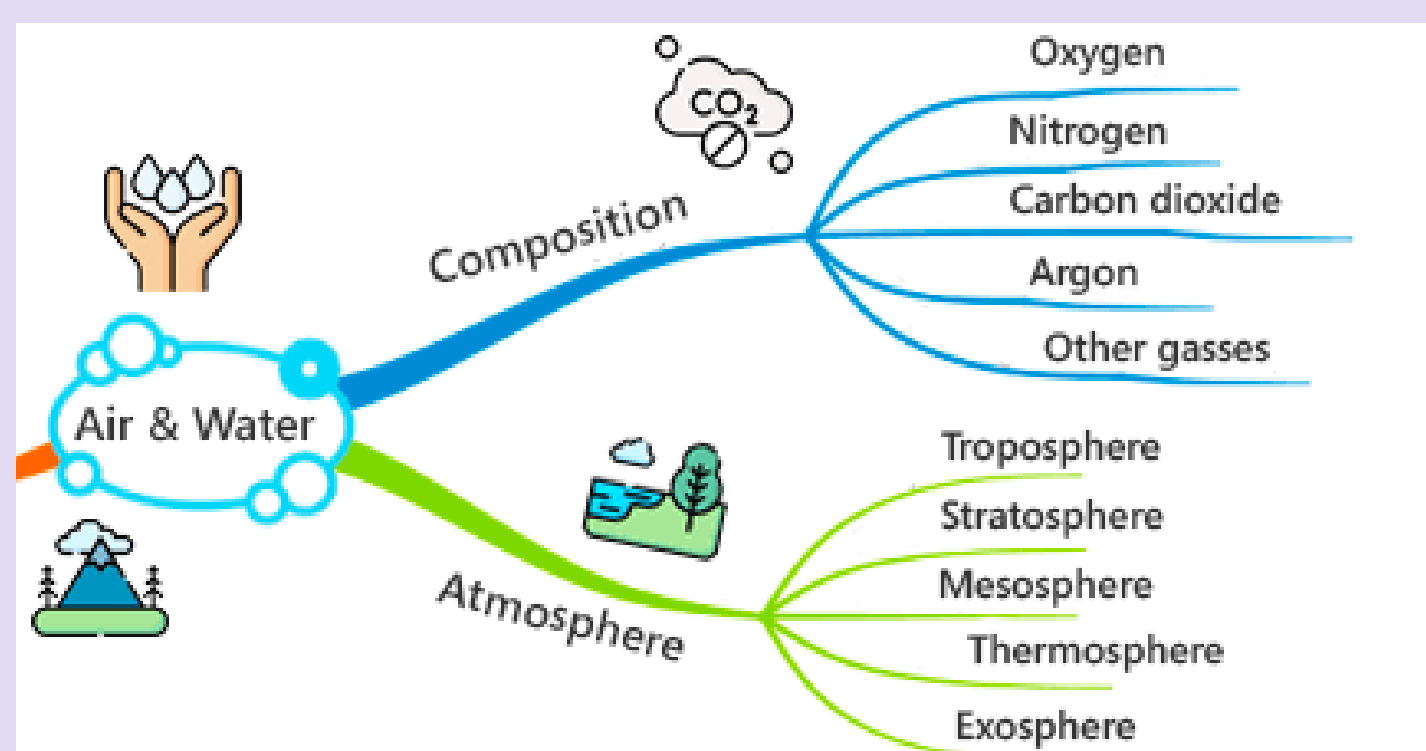 CO₂
Oxygen
Nitrogen
Carbon dioxide
Argon
Other gasses
Composition
Air & Water
Atmosphere
Troposphere
Stratosphere
Mesosphere
Thermosphere
Exosphere